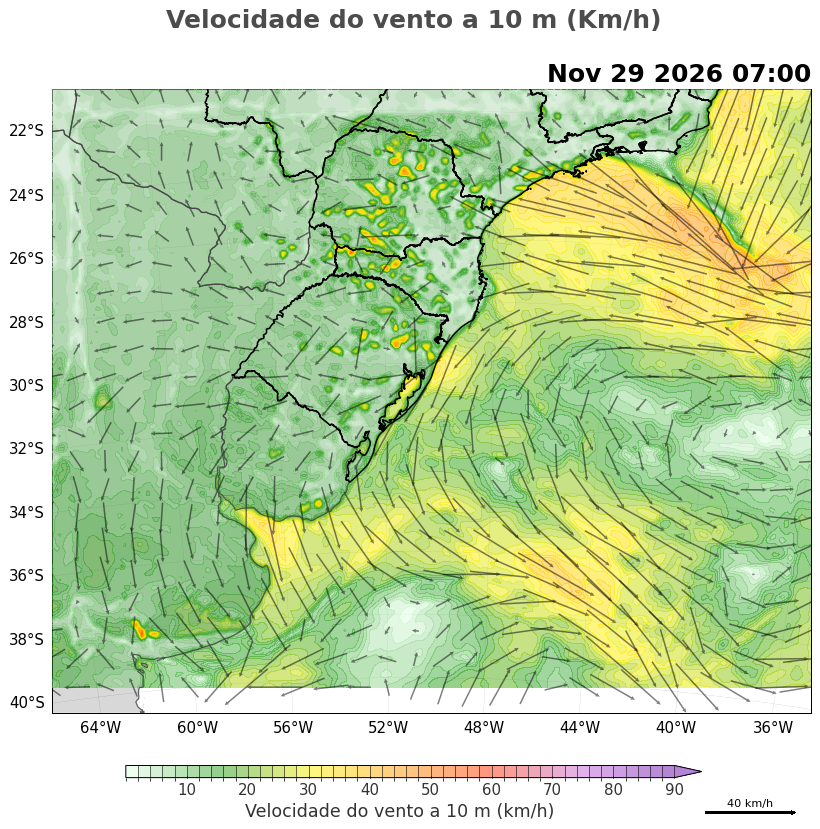 Velocidade do vento a 10 m (Km/h)
Nov 29 2026 07:00
22°S
24°S
26°S
28°S
30°S
32°S
34°S
36°S
38°S
40°S
64°W 60°W 56°W 52°W 48°W 44°W 40°W 36°W
10 20 30 40 50 60 70 80 90
Velocidade do vento a 10 m (km/h)
40 km/h